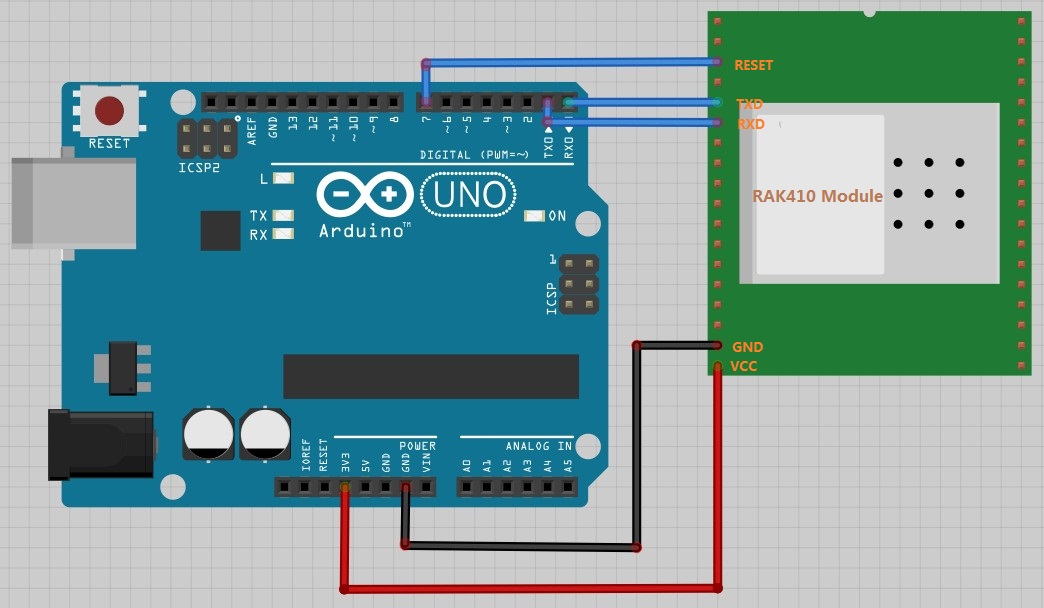 RESET
TXD
RXD
RAK410 Module
GND
VCC
RESET
ICSP2
AREF
GND
13
12
~11
~10
~9
8
7
~6
~5
4
~3
2
TX0
RX0
DIGITAL (PWM=~)
L
TX
RX
UNO
Arduino™
ON
1
ICSP
POWER
ANALOG IN
IOREF
RESET
3V3
5V
GND
GND
VIN
A0
A1
A2
A3
A4
A5